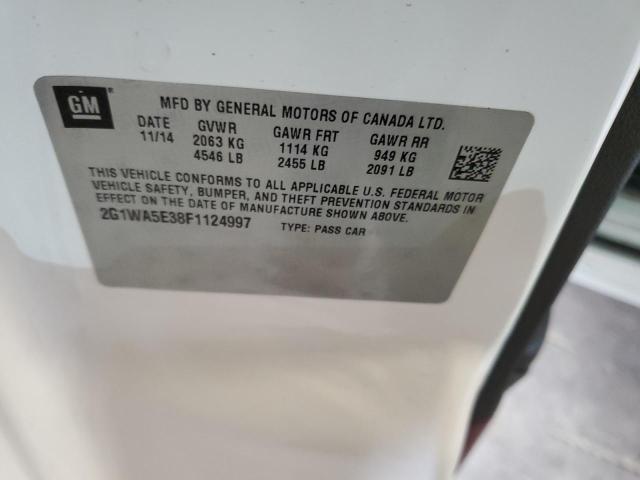 GM
MFD BY GENERAL MOTORS OF CANADA LTD.
DATE GVWR GAWR FRT GAWR RR
11/14 2063 KG 1114 KG 949 KG
4546 LB 2455 LB 2091 LB
THIS VEHICLE CONFORMS TO ALL APPLICABLE U.S. FEDERAL MOTOR
VEHICLE SAFETY, BUMPER, AND THEFT PREVENTION STANDARDS IN
EFFECT ON THE DATE OF MANUFACTURE SHOWN ABOVE.
2G1WA5E38F1124997 TYPE: PASS CAR